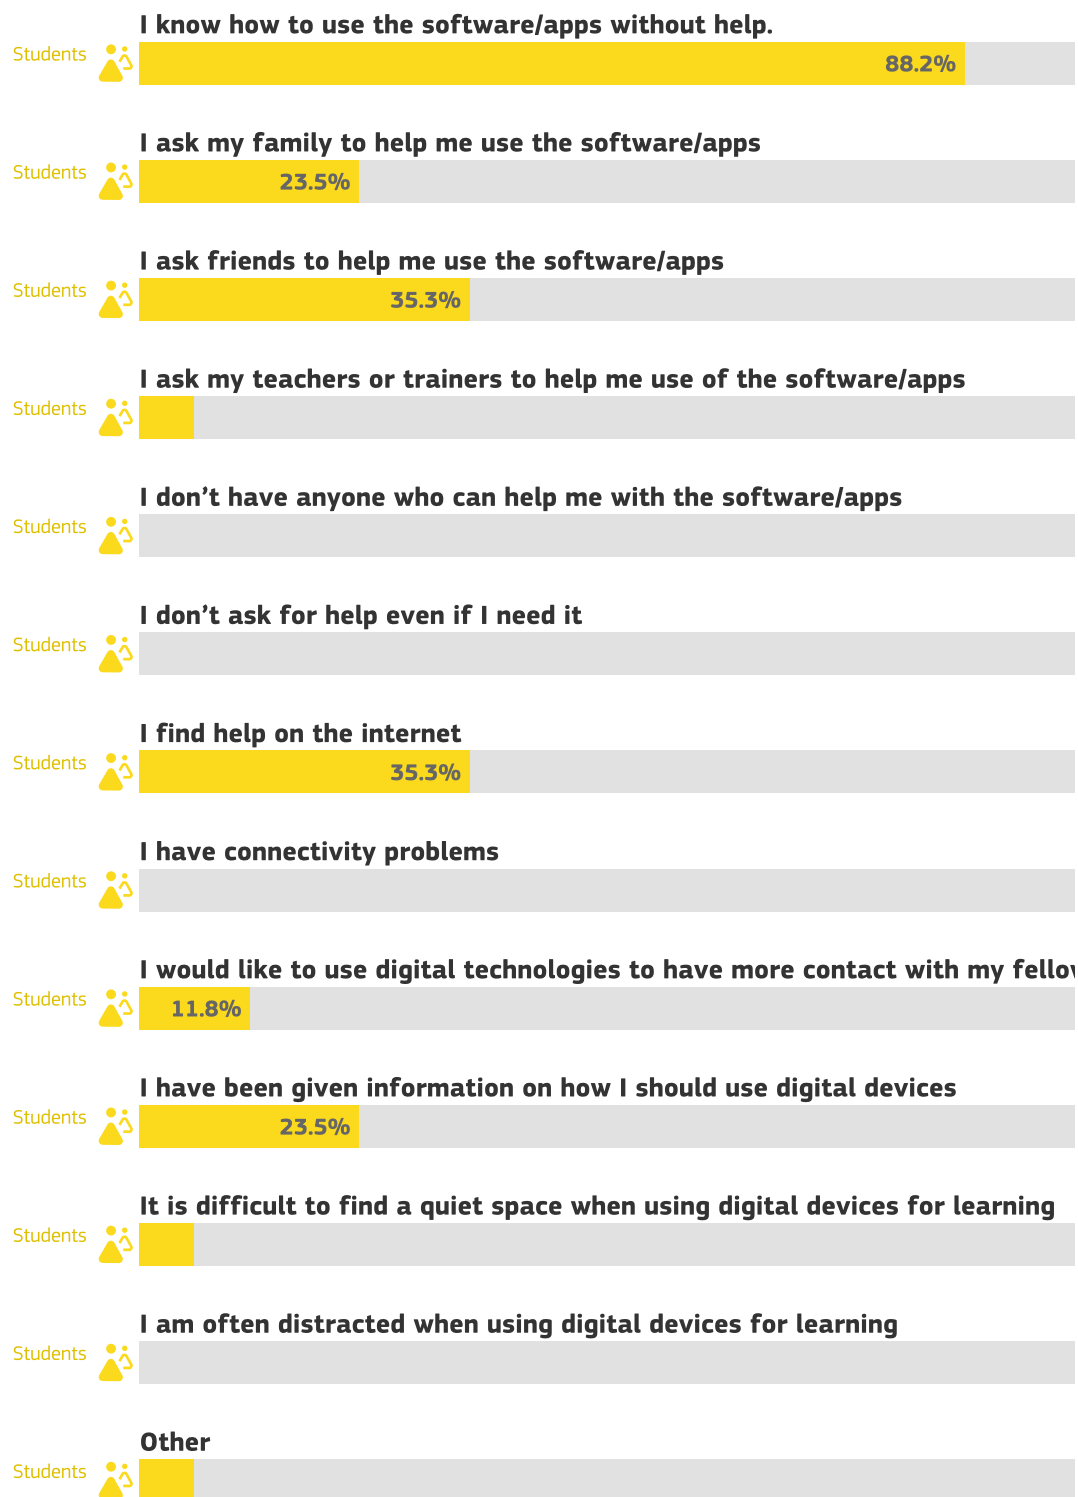 I know how to use the software/apps without help.
Students
88.2%
I ask my family to help me use the software/apps
Students
23.5%
I ask friends to help me use the software/apps
Students
35.3%
I ask my teachers or trainers to help me use of the software/apps
Students
I don’t have anyone who can help me with the software/apps
Students
I don’t ask for help even if I need it
Students
I find help on the internet
Students
35.3%
I have connectivity problems
Students
I would like to use digital technologies to have more contact with my
Students
11.8%
I have been given information on how I should use digital devices
Students
23.5%
It is difficult to find a quiet space when using digital devices for learning
Students
I am often distracted when using digital devices for learning
Students
Other
Students